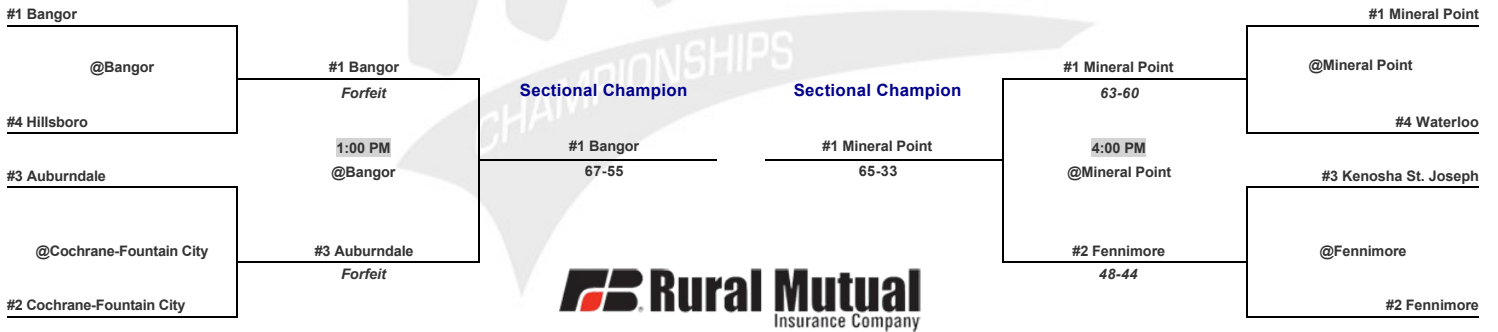 #1 Bangor
#1 Mineral Point
@Bangor
#1 Bangor
#1 Mineral Point
@Mineral Point
Forfeit
Sectional Champion
Sectional Champion
63-60
#4 Hillsboro
#4 Waterloo
1:00 PM
#1 Bangor
#1 Mineral Point
4:00 PM
@Bangor
67-55
65-33
@Mineral Point
#3 Auburndale
#3 Kenosha St. Joseph
@Cochrane-Fountain City
#3 Auburndale
#2 Fennimore
@Fennimore
Forfeit
48-44
#2 Cochrane-Fountain City
#2 Fennimore
CHAMPIONSHIPS
Rural Mutual
Insurance Company